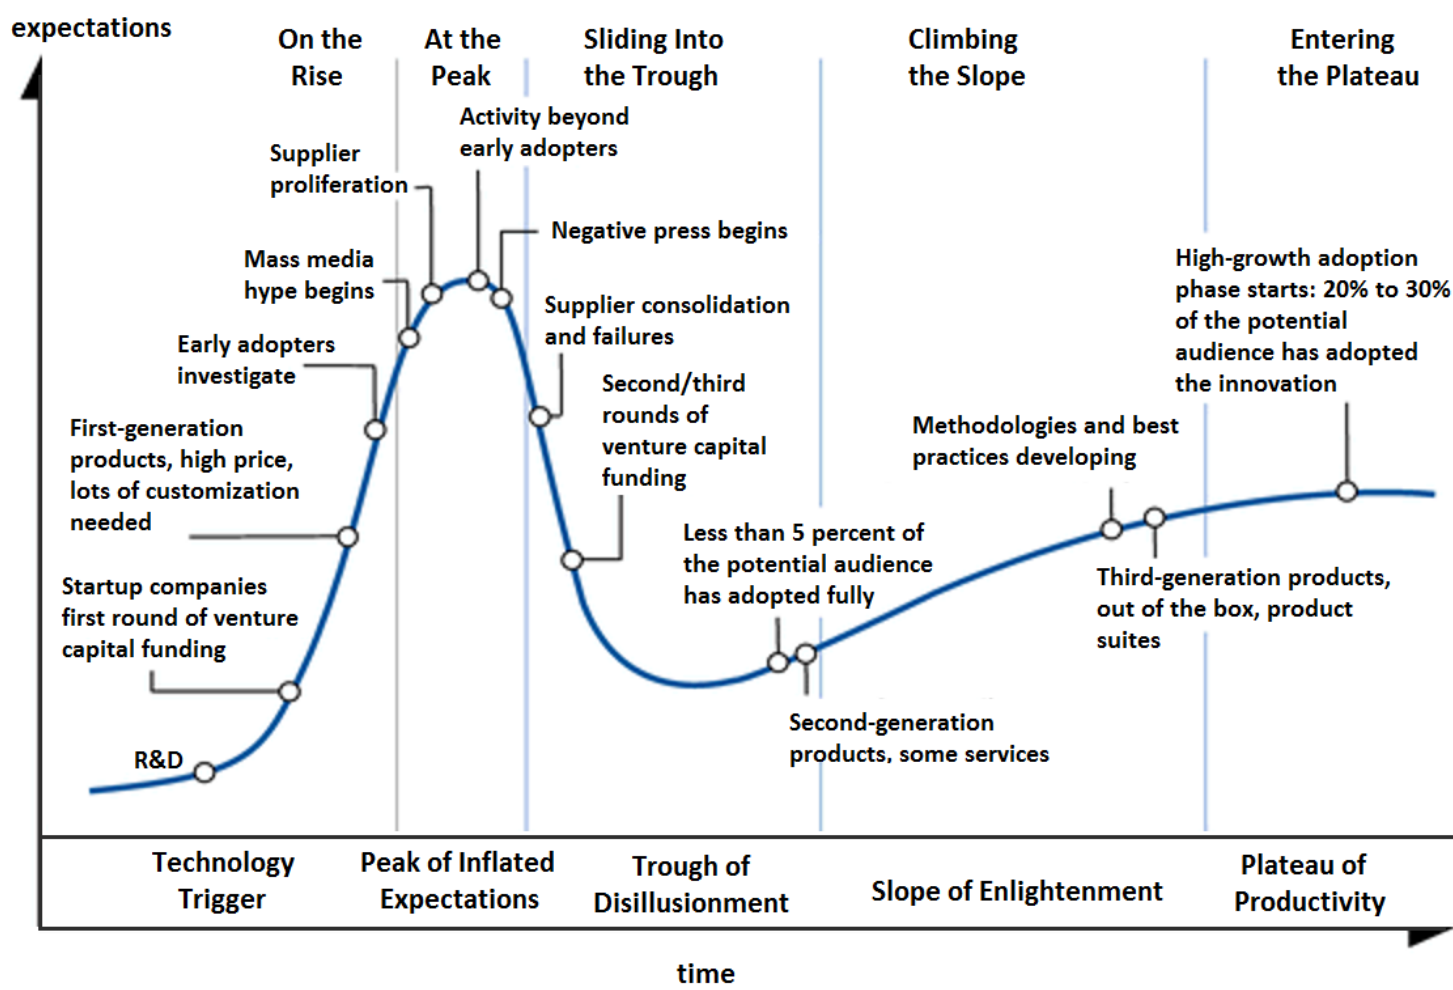 expectations
On the
Rise
At the
Peak
Sliding Into
the Trough
Climbing
the Slope
Entering
the Plateau
Activity beyond
early adopters
Supplier
proliferation
Negative press begins
Mass media
hype begins
Supplier consolidation
and failures
Early adopters
investigate
Second/third
rounds of
venture capital
funding
High-growth adoption
phase starts: 20% to 30%
of the potential
audience has adopted
the innovation
First-generation
products, high price,
lots of customization
needed
Methodologies and best
practices developing
Less than 5 percent of
the potential audience
has adopted fully
Startup companies
first round of venture
capital funding
Third-generation products,
out of the box, product
suites
Second-generation
products, some services
R&D
Technology
Trigger
Peak of Inflated
Expectations
Trough of
Disillusionment
Slope of Enlightenment
Plateau of
Productivity
time